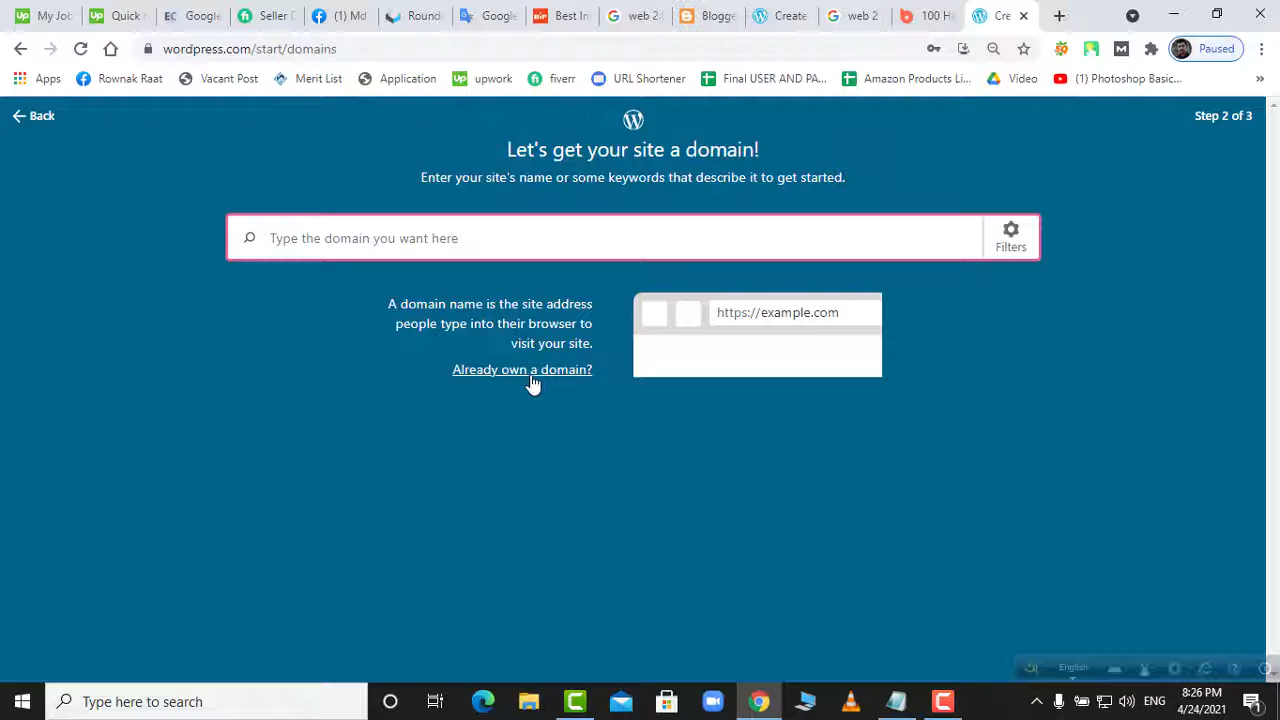 My Jo
Quick
Google
Seller D
(1) Md
Round
Google
Best In
web 2
Blogge
Create
web 2
100
Cre
wordpress.com/start/domains
Paused
Apps
Rownak Raat
Vacant Post
Merit List
Application
upwork
fiverr
URL Shortener
Final USER AND PA...
Amazon Products Li...
Video
(1) Photoshop Basic...
Back
Step 2 of 3
Let's get your site a domain!
Enter your site's name or some keywords that describe it to get started.
Type the domain you want here
Filters
A domain name is the site address
people type into their browser to
visit your site.
Already own a domain?
https://example.com
English
Type here to search
ENG
8:26 PM
4/24/2021